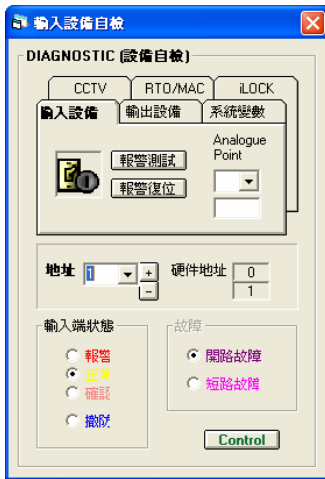 輸入設備自檢
DIAGNOSTIC (設備自檢)
CCTV RTO/MAC iLOCK
輸入設備 輸出設備 系統變數
Analogue
Point
報警測試
報警復位
地址 1 + - 硬件地址 0
1
輸入端狀態
報警
正常
確認
撤防
故障
開路故障
短路故障
Control